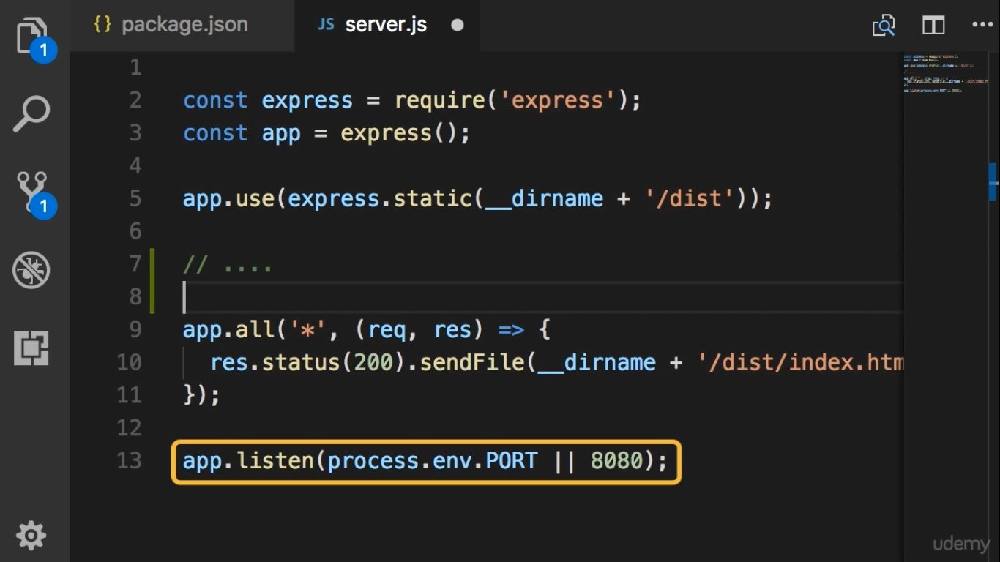 1
{ } package.json
JS server.js
1
2 const express = require('express');
3 const app = express();
4
5 app.use(express.static(__dirname + '/dist'));
6
7 // ....
8
9 app.all('*', (req, res) => {
10 res.status(200).sendFile(__dirname + '/dist/index.htm
11 });
12
13 app.listen(process.env.PORT || 8080);
1
udemy